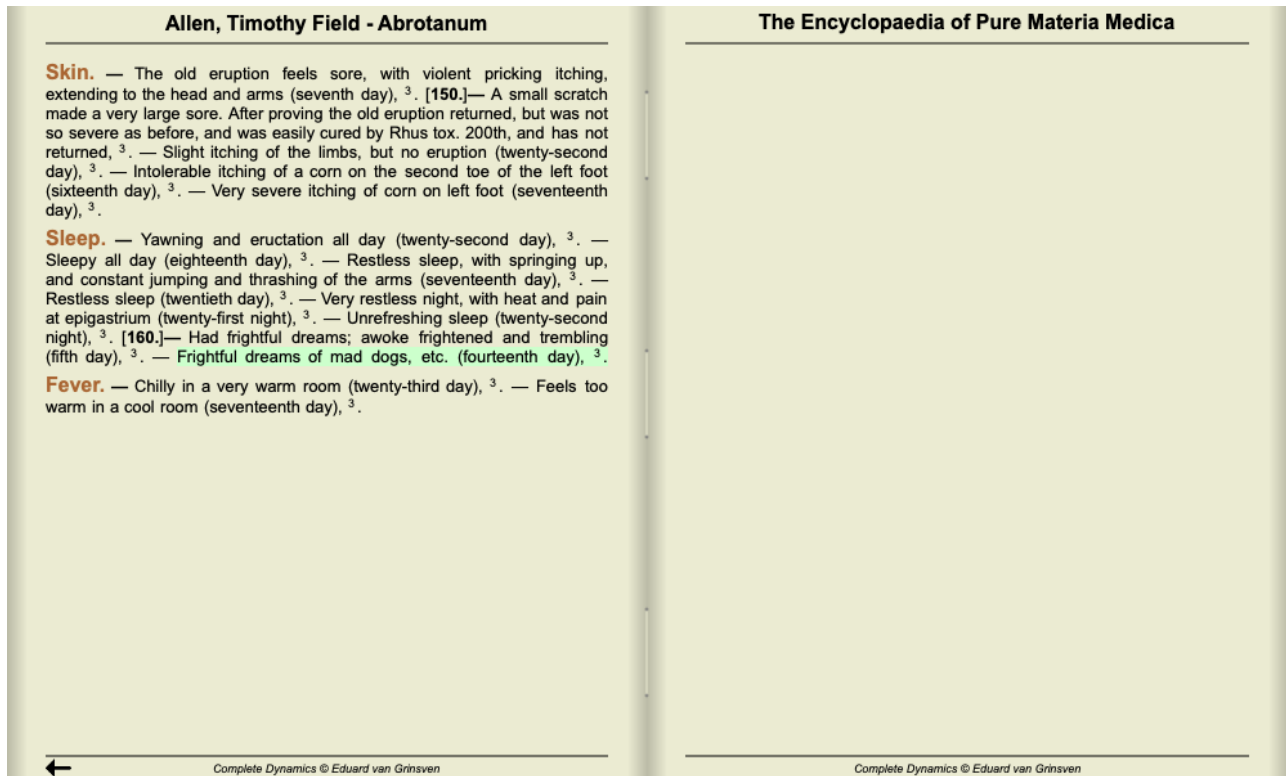 Allen, Timothy Field - Abrotanum
Skin. — The old eruption feels sore, with violent pricking itching,
extending to the head and arms (seventh day), ³. [150.]— A small scratch
made a very large sore. After proving the old eruption returned, but was not
so severe as before, and was easily cured by Rhus tox. 200th, and has not
returned, ³. — Slight itching of the limbs, but no eruption (twenty-second
day), ³. — Intolerable itching of a corn on the second toe of the left foot
(sixteenth day), ³. — Very severe itching of corn on left foot (seventeenth
day), ³.
Sleep. — Yawning and eructation all day (twenty-second day), ³. —
Sleepy all day (eighteenth day), ³. — Restless sleep, with springing up,
and constant jumping and thrashing of the arms (seventeenth day), ³. —
Restless sleep (twentieth day), ³. — Very restless night, with heat and pain
at epigastrium (twenty-first night), ³. — Unrefreshing sleep (twenty-second
night), ³. [160.]— Had frightful dreams; awoke frightened and trembling
(fifth day), ³. — Frightful dreams of mad dogs, etc. (fourteenth day), ³.
Fever. — Chilly in a very warm room (twenty-third day), ³. — Feels too
warm in a cool room (seventeenth day), ³.
Complete Dynamics © Eduard van Grinsven
The Encyclopaedia of Pure Materia Medica
Complete Dynamics © Eduard van Grinsven